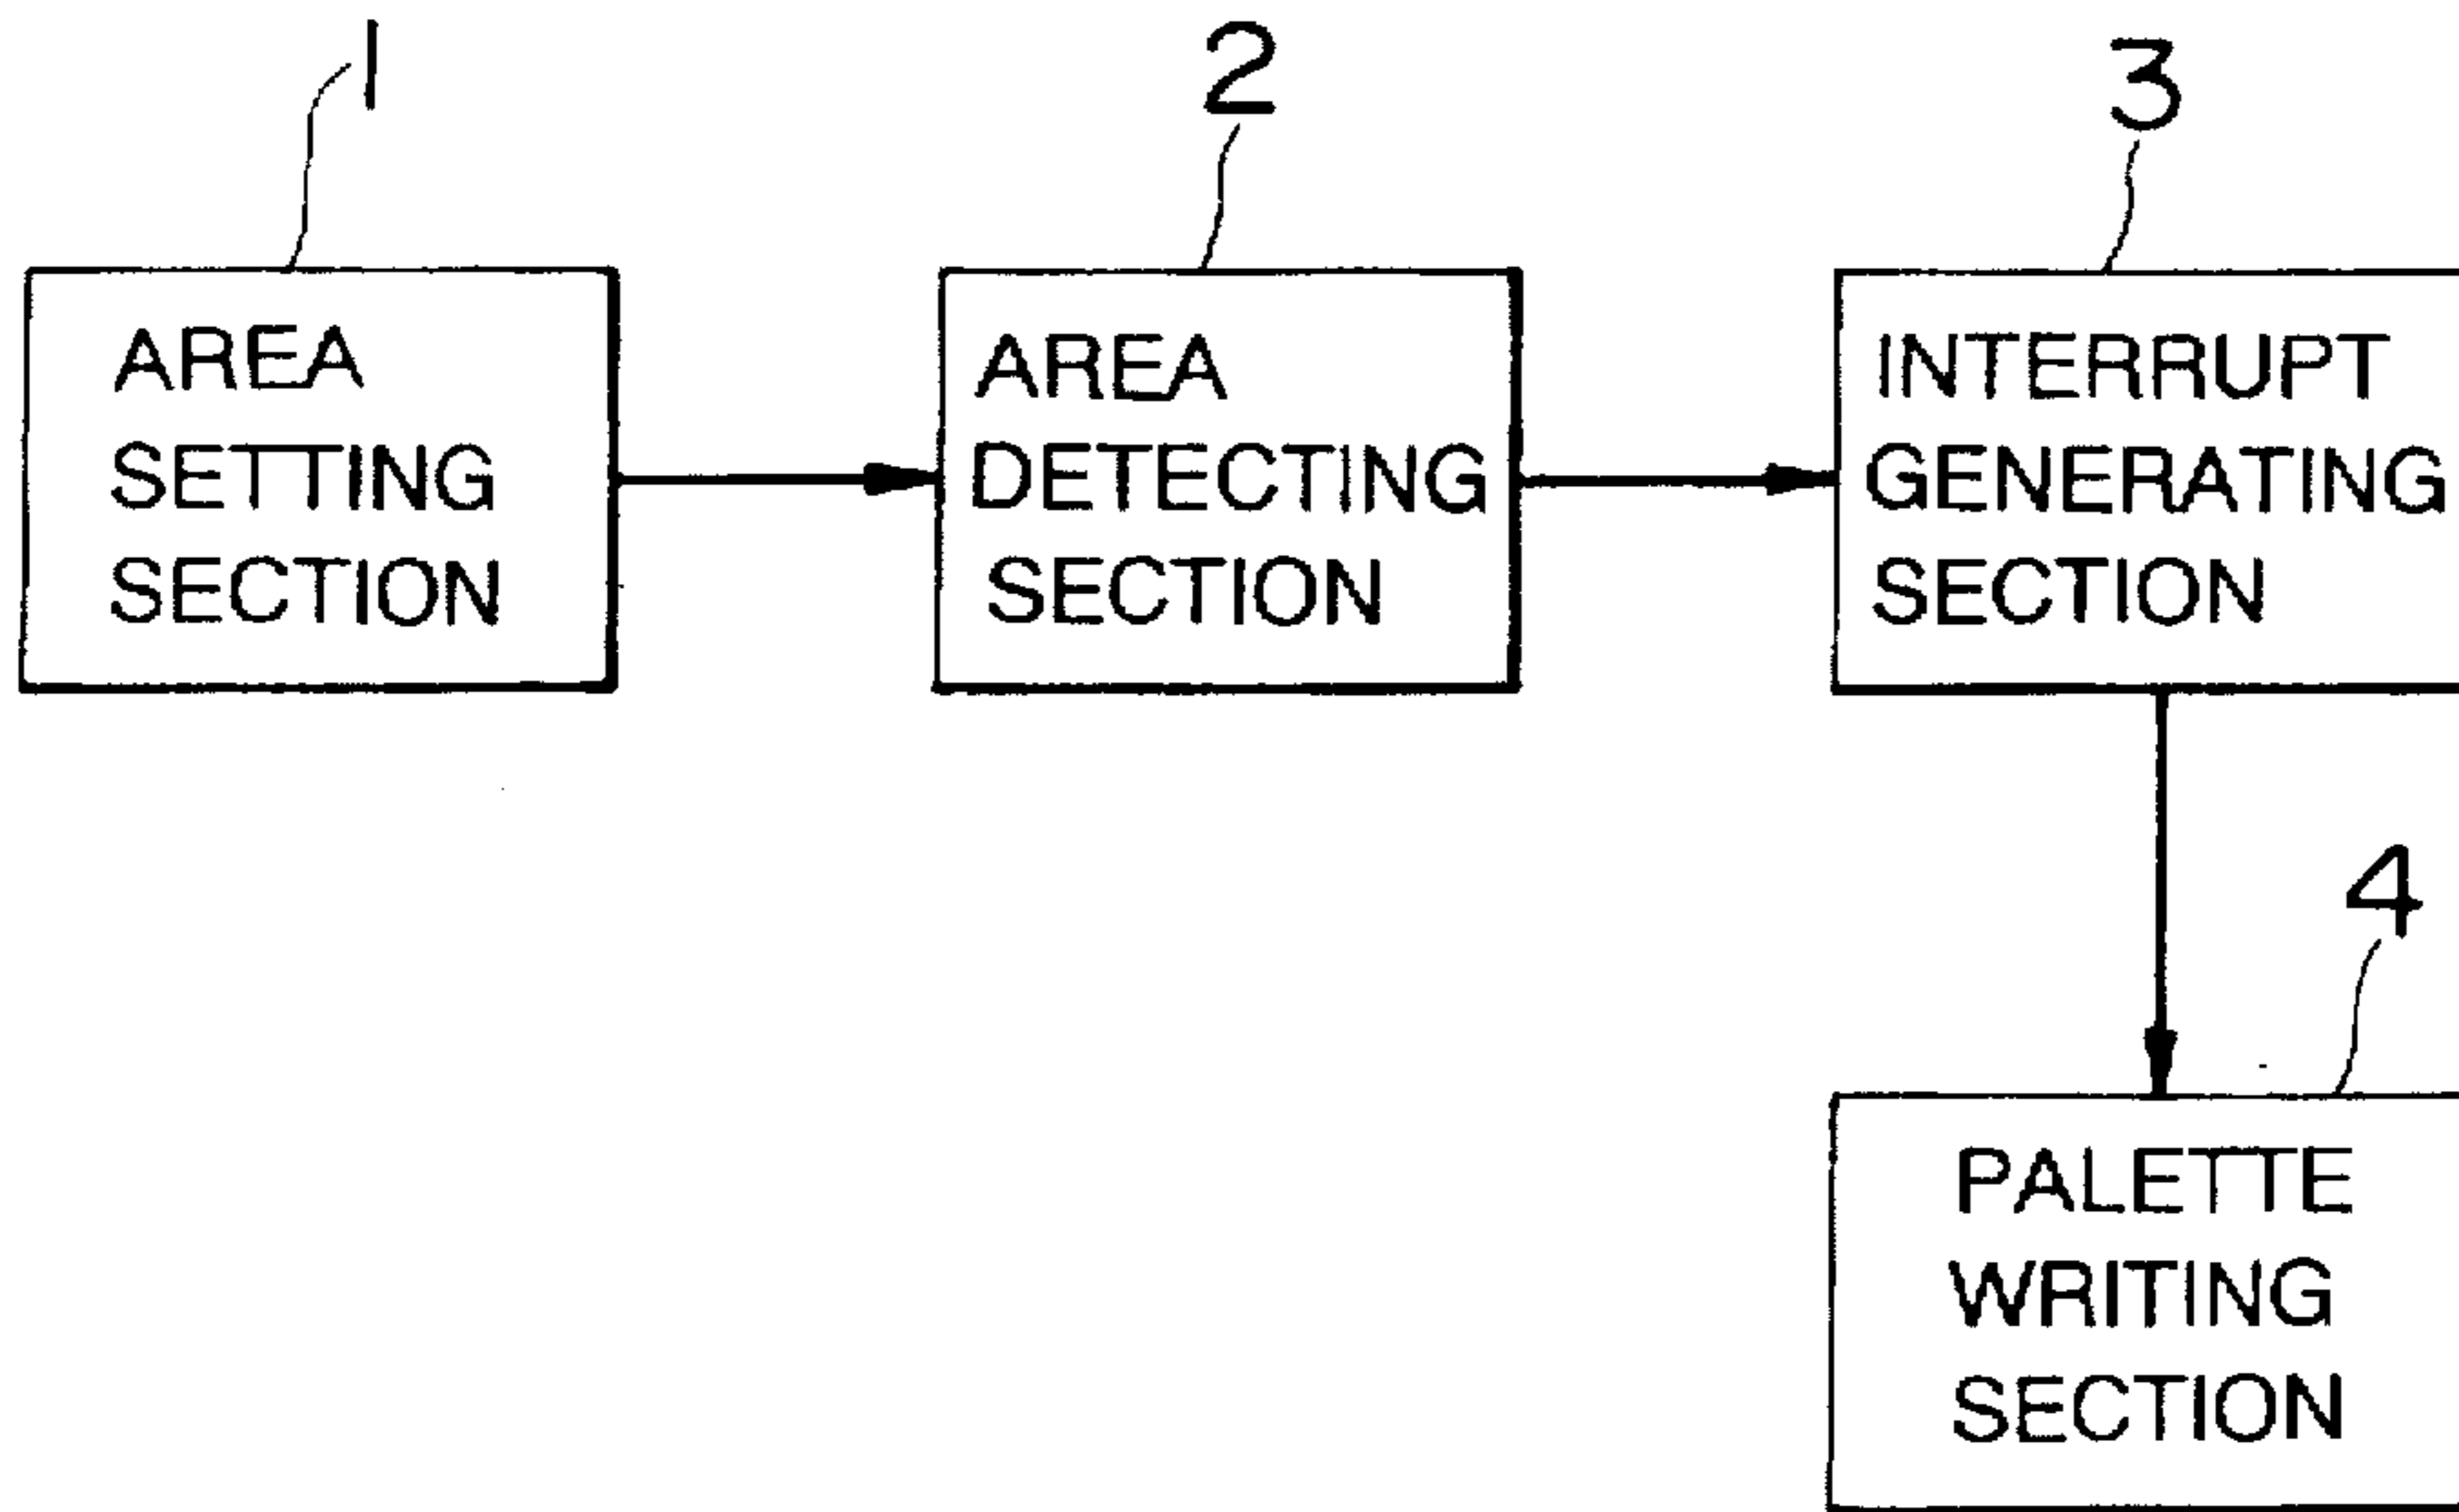 1
2
3
AREA
SETTING
SECTION
AREA
DETECTING
SECTION
INTERRUPT
GENERATING
SECTION
4
PALETTE
WRITING
SECTION